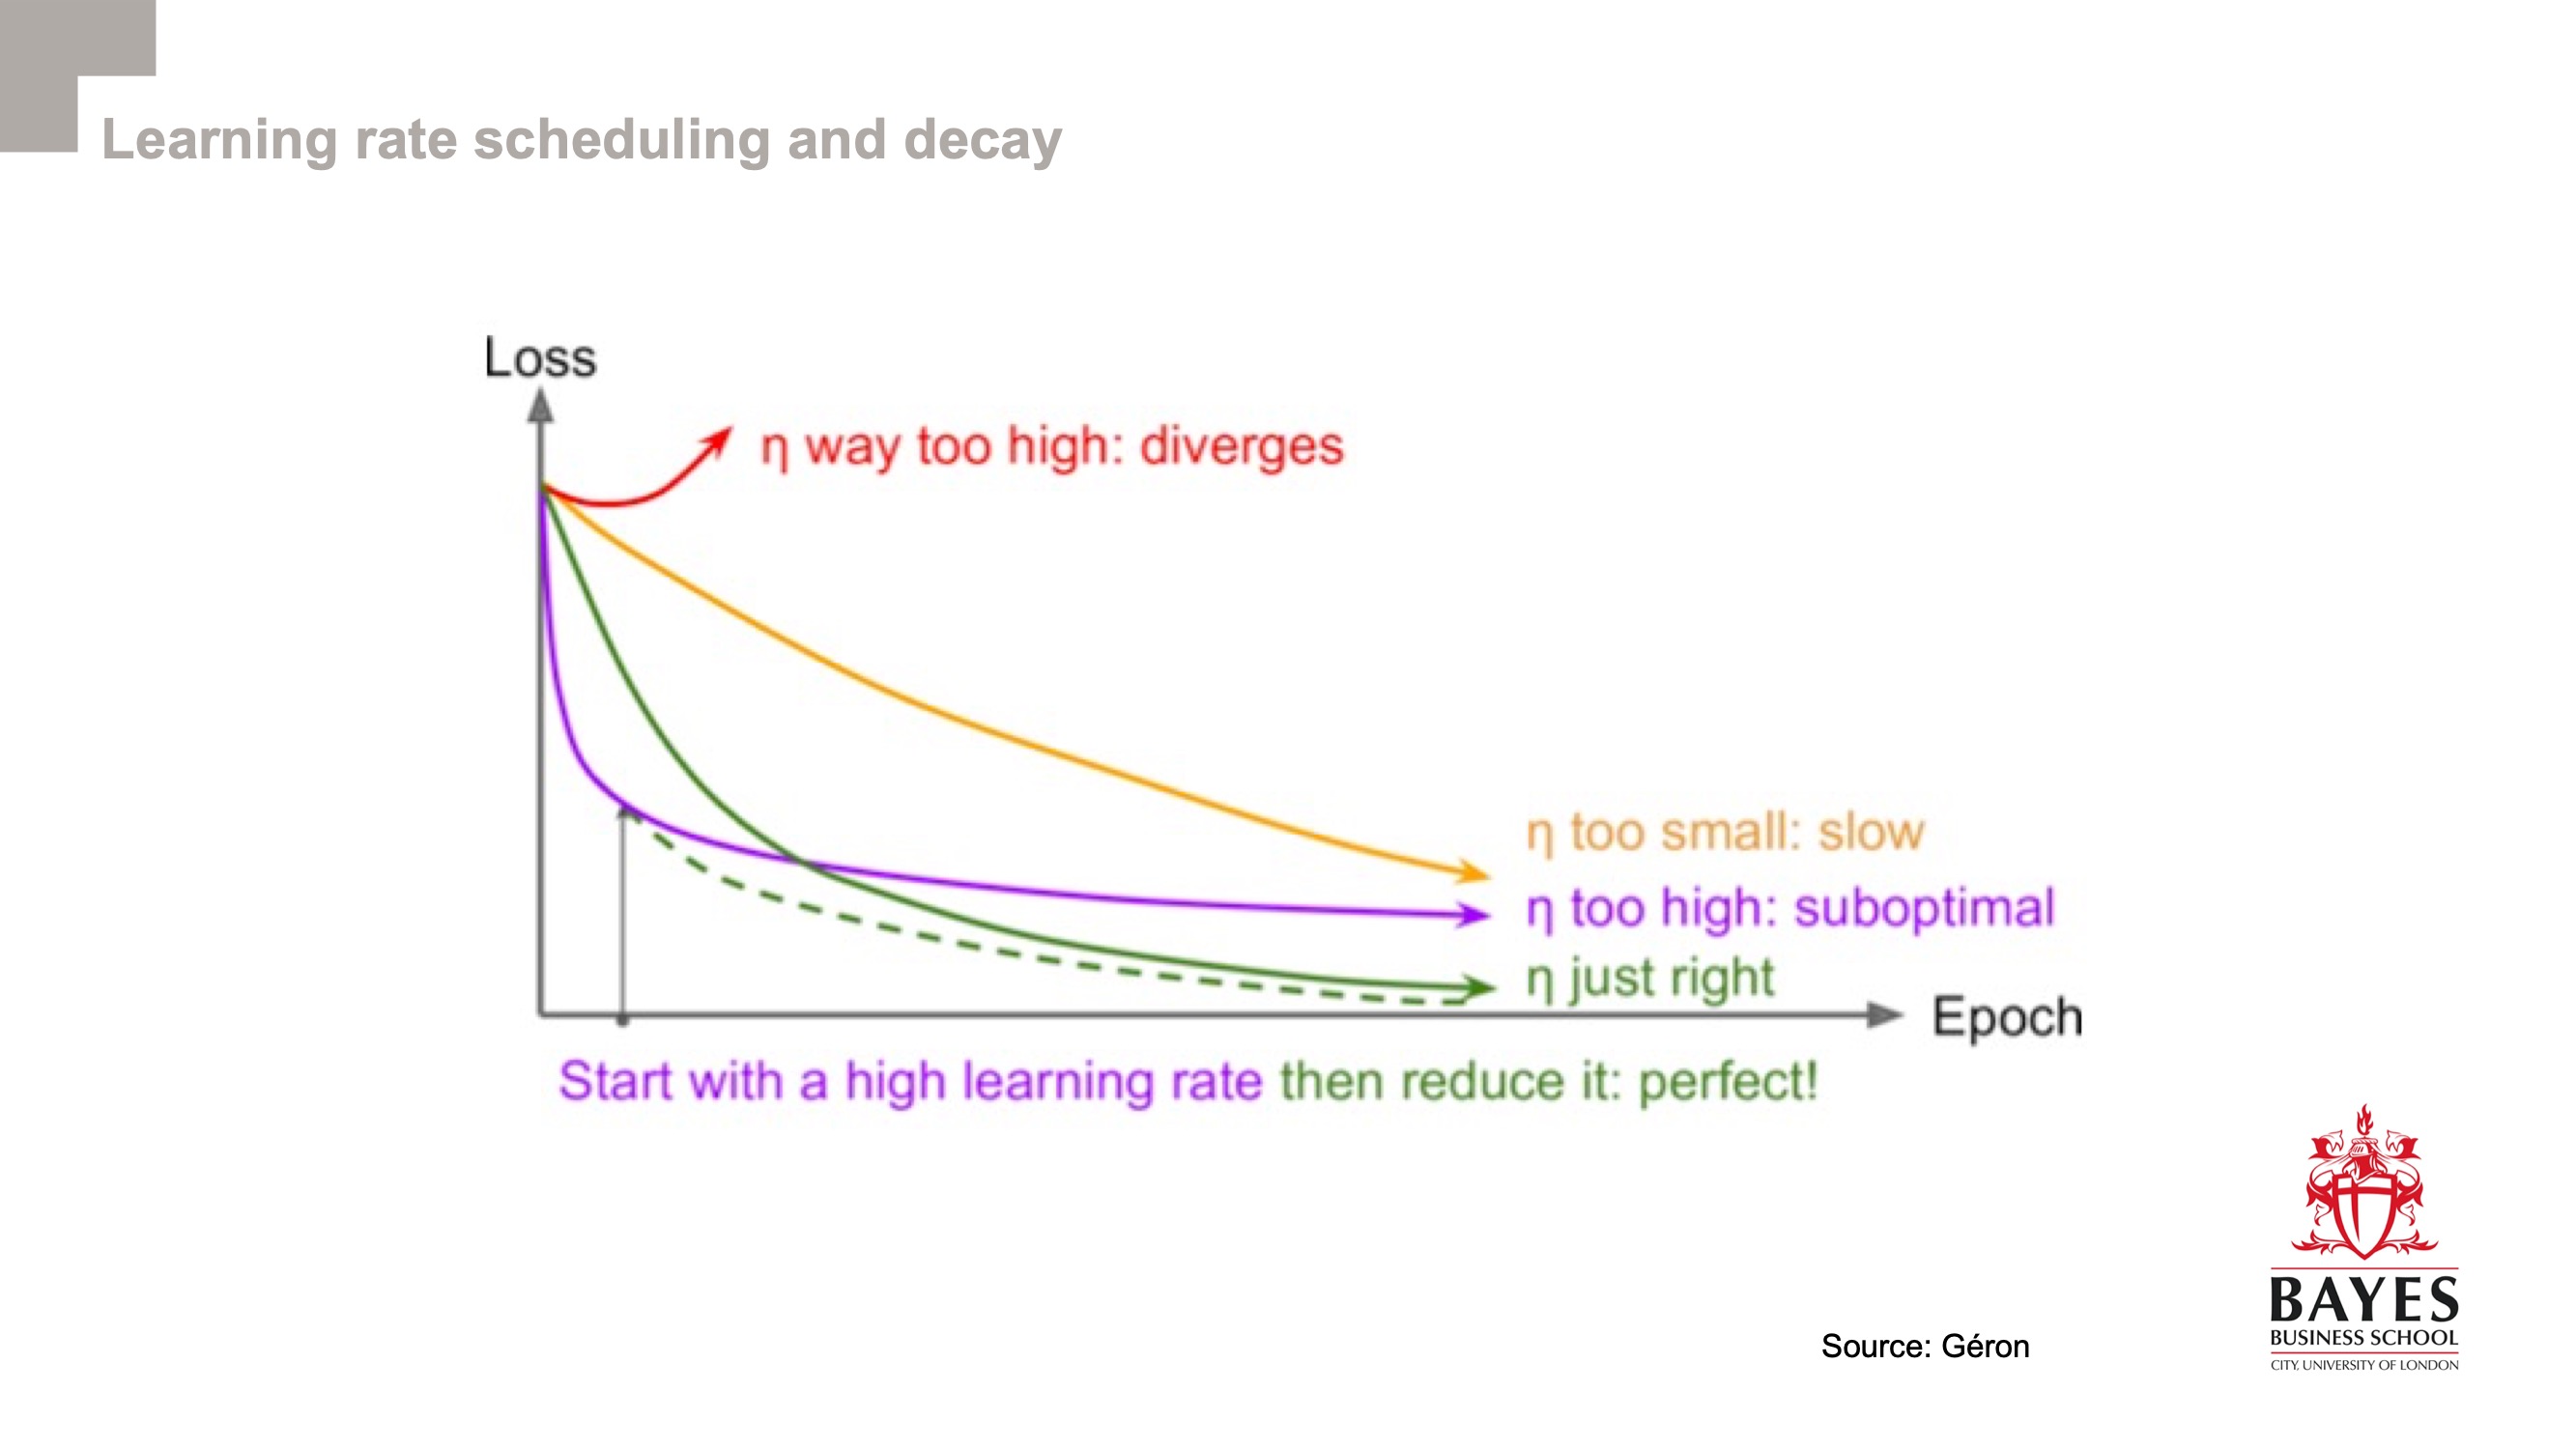 Learning rate scheduling and decay
Loss
η way too high: diverges
η too small: slow
η too high: suboptimal
η just right
Epoch
Start with a high learning rate then reduce it: perfect!
Source: Géron
BAYES
BUSINESS SCHOOL
CITY, UNIVERSITY OF LONDON